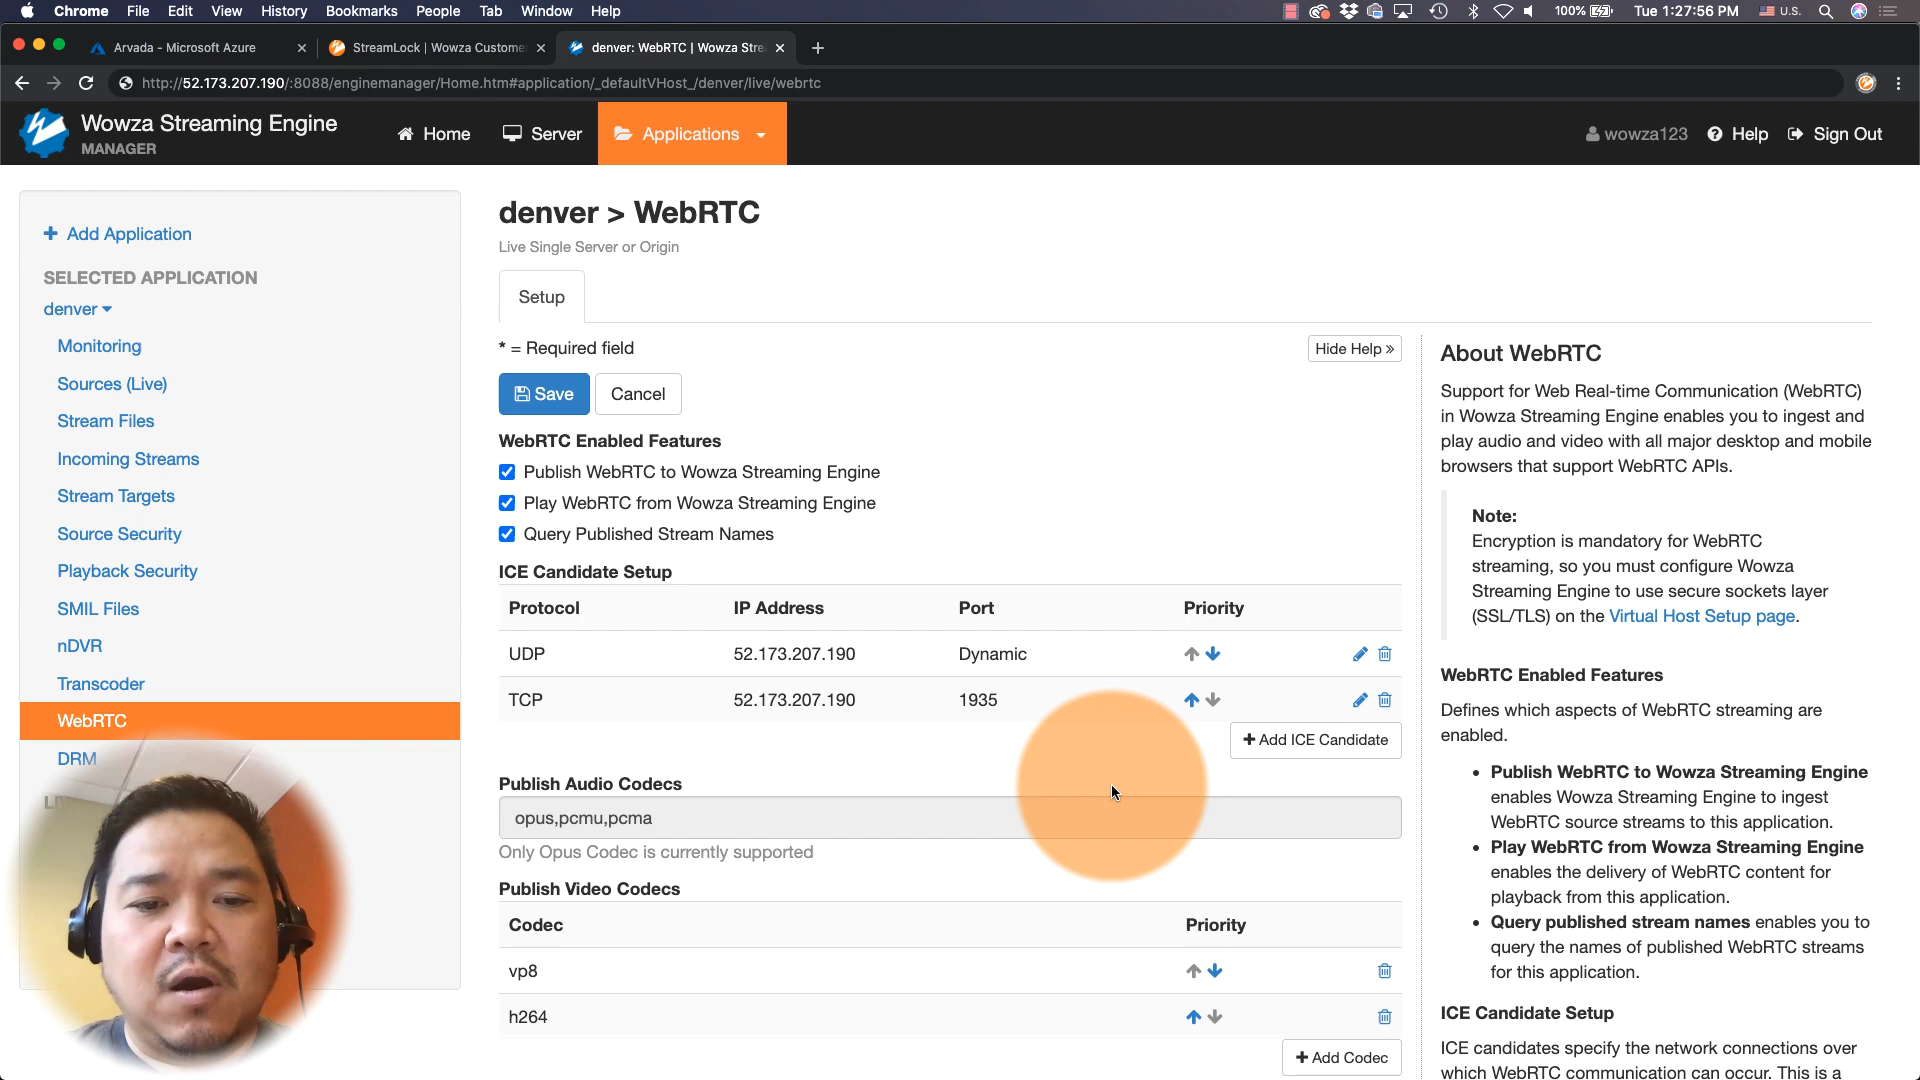 Chrome File Edit View History Bookmarks People Tab Window Help 100% Tue 1:27:56 PM U.S.
Arvada - Microsoft Azure
StreamLock | Wowza Custome
denver: WebRTC | Wowza Stre
http://52.173.207.190/:8088/enginemanager/Home.htm#application/_defaultVHost_/denver/live/webrtc
Wowza Streaming Engine
MANAGER
Home
Server
Applications
wowza123
Help
Sign Out
+ Add Application
SELECTED APPLICATION
denver
Monitoring
Sources (Live)
Stream Files
Incoming Streams
Stream Targets
Source Security
Playback Security
SMIL Files
nDVR
Transcoder
WebRTC
DRM
denver > WebRTC
Live Single Server or Origin
Setup
* = Required field
Hide Help »
Save
Cancel
WebRTC Enabled Features
Publish WebRTC to Wowza Streaming Engine
Play WebRTC from Wowza Streaming Engine
Query Published Stream Names
ICE Candidate Setup
Protocol IP Address Port Priority
UDP 52.173.207.190 Dynamic
TCP 52.173.207.190 1935
+ Add ICE Candidate
Publish Audio Codecs
opus,pcmu,pcma
Only Opus Codec is currently supported
Publish Video Codecs
Codec Priority
vp8
h264
+ Add Codec
About WebRTC
Support for Web Real-time Communication (WebRTC)
in Wowza Streaming Engine enables you to ingest and
play audio and video with all major desktop and mobile
browsers that support WebRTC APIs.
Note:
Encryption is mandatory for WebRTC
streaming, so you must configure Wowza
Streaming Engine to use secure sockets layer
(SSL/TLS) on the Virtual Host Setup page.
WebRTC Enabled Features
Defines which aspects of WebRTC streaming are
enabled.
• Publish WebRTC to Wowza Streaming Engine
enables Wowza Streaming Engine to ingest
WebRTC source streams to this application.
• Play WebRTC from Wowza Streaming Engine
enables the delivery of WebRTC content for
playback from this application.
• Query published stream names enables you to
query the names of published WebRTC streams
for this application.
ICE Candidate Setup
ICE candidates specify the network connections over
which WebRTC communication can occur. This is a